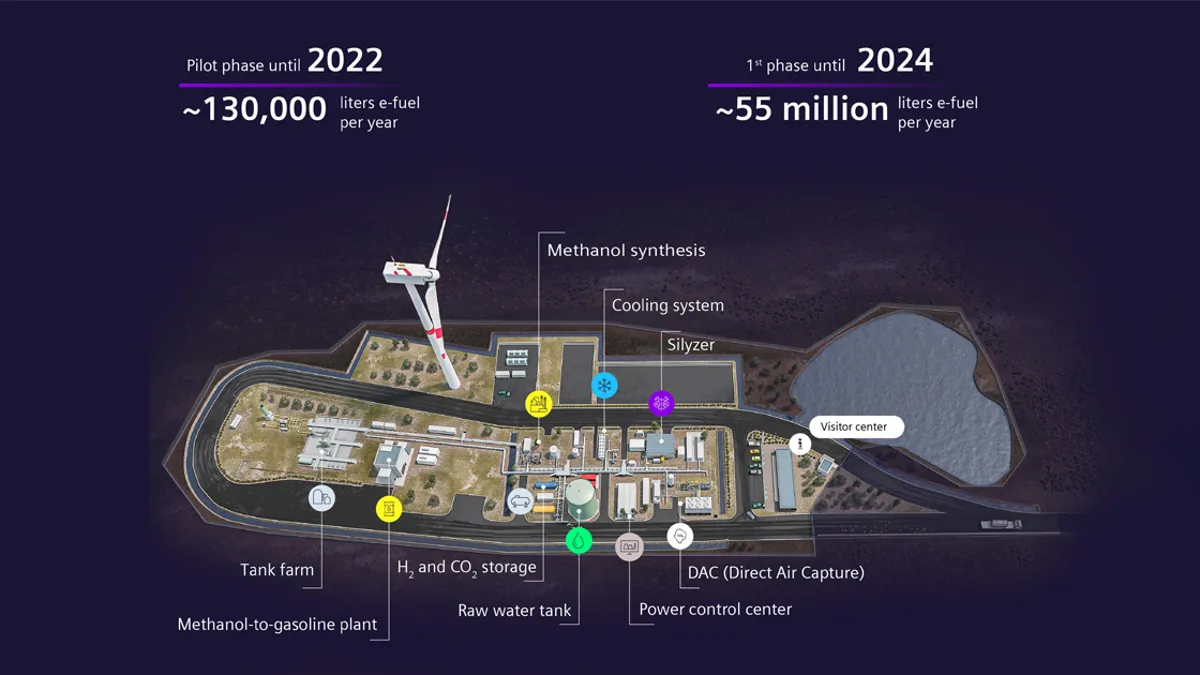 Pilot phase until 2022
~130,000 liters e-fuel
per year
1st phase until 2024
~55 million liters e-fuel
per year
Methanol synthesis
Cooling system
Silyzer
Visitor center
Tank farm
H2 and CO2 storage
DAC (Direct Air Capture)
Raw water tank
Power control center
Methanol-to-gasoline plant